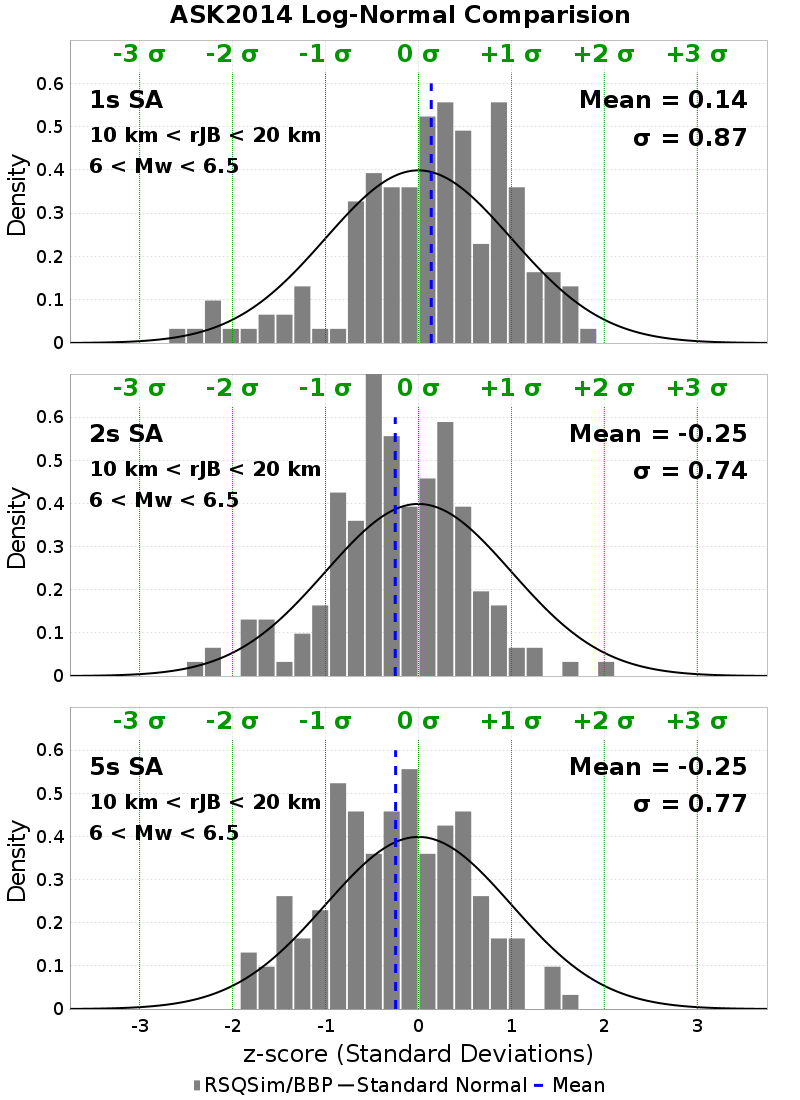 ASK2014 Log-Normal Comparision
-3 σ -2 σ -1 σ 0 σ +1 σ +2 σ +3 σ
1s SA
Mean = 0.14
10 km < rJB < 20 km
σ = 0.87
6 < Mw < 6.5
Density
0.6
0.5
0.4
0.3
0.2
0.1
0
-3 σ -2 σ -1 σ 0 σ +1 σ +2 σ +3 σ
2s SA
Mean = -0.25
10 km < rJB < 20 km
σ = 0.74
6 < Mw < 6.5
Density
0.6
0.5
0.4
0.3
0.2
0.1
0
-3 σ -2 σ -1 σ 0 σ +1 σ +2 σ +3 σ
5s SA
Mean = -0.25
10 km < rJB < 20 km
σ = 0.77
6 < Mw < 6.5
Density
0.6
0.5
0.4
0.3
0.2
0.1
0
-3 -2 -1 0 1 2 3
z-score (Standard Deviations)
RSQSim/BBP Standard Normal Mean